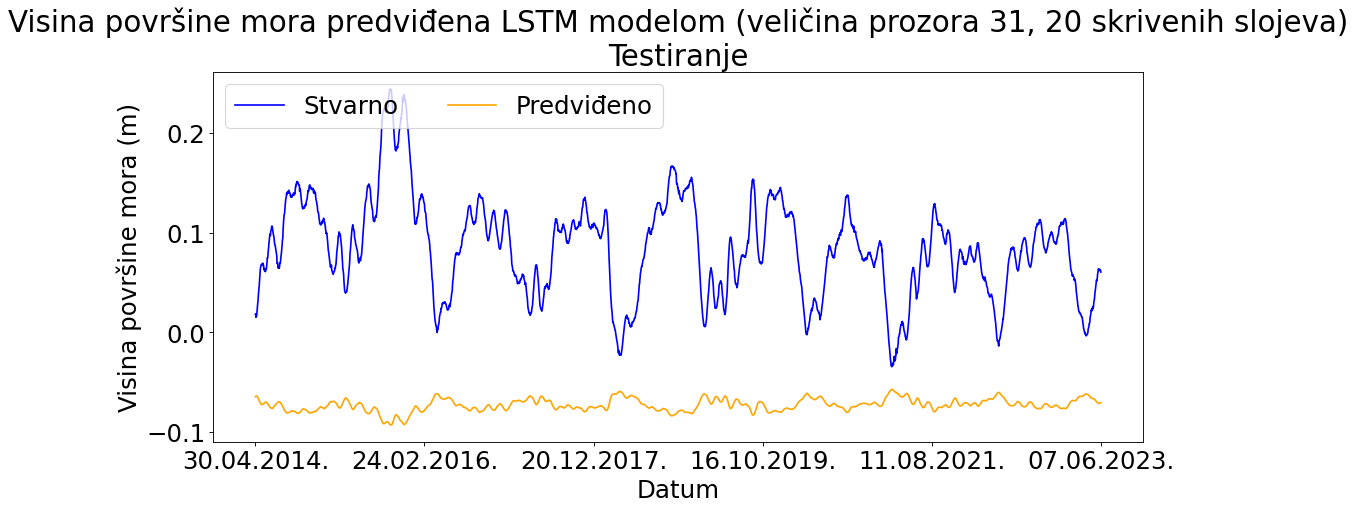 Visina površine mora predviđena LSTM modelom (veličina prozora 31, 20 skrivenih slojeva)
Testiranje
Stvarno
Predviđeno
Visina površine mora (m)
0.2
0.1
0.0
−0.1
30.04.2014.
24.02.2016.
20.12.2017.
16.10.2019.
11.08.2021.
07.06.2023.
Datum